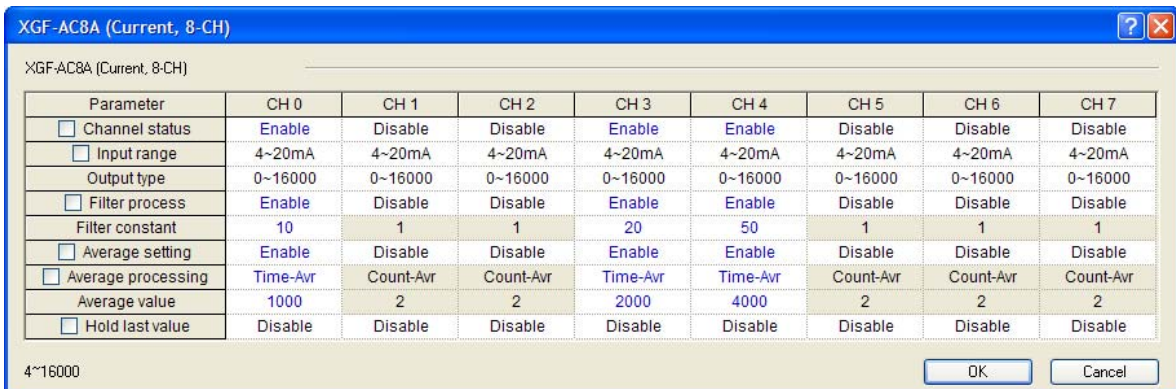 XGF-AC8A (Current, 8-CH)
XGF-AC8A (Current, 8-CH)
Parameter CH 0 CH 1 CH 2 CH 3 CH 4 CH 5 CH 6 CH 7
Channel status Enable Disable Disable Enable Enable Disable Disable Disable
Input range 4~20mA 4~20mA 4~20mA 4~20mA 4~20mA 4~20mA 4~20mA 4~20mA
Output type 0~16000 0~16000 0~16000 0~16000 0~16000 0~16000 0~16000 0~16000
Filter process Enable Disable Disable Enable Enable Disable Disable Disable
Filter constant 10 1 1 20 50 1 1 1
Average setting Enable Disable Disable Enable Enable Disable Disable Disable
Average processing Time-Avr Count-Avr Count-Avr Time-Avr Time-Avr Count-Avr Count-Avr Count-Avr
Average value 1000 2 2 2000 4000 2 2 2
Hold last value Disable Disable Disable Disable Disable Disable Disable Disable
4~16000 OK Cancel